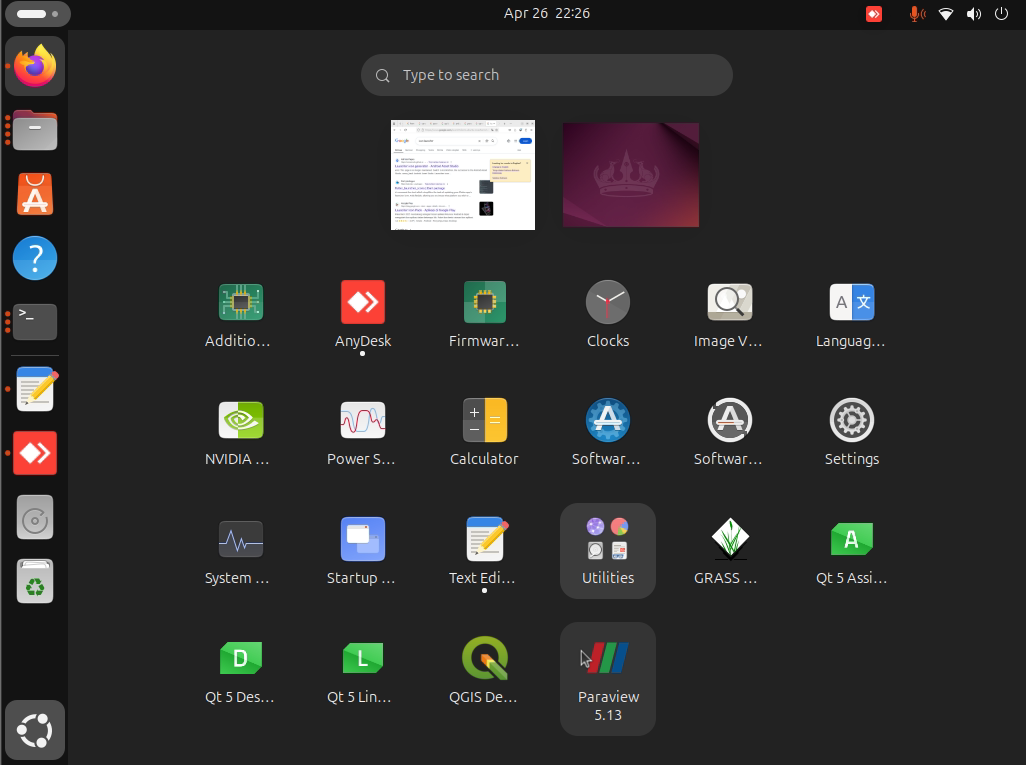 Apr 26 22:26
Type to search
Google
Additio...
AnyDesk
Firmwar...
Clocks
Image V...
Languag...
NVIDIA ...
Power S...
Calculator
Softwar...
Softwar...
Settings
System ...
Startup ...
Text Edi...
Utilities
GRASS ...
Qt 5 Assi...
Qt 5 Des...
Qt 5 Lin...
QGIS De...
Paraview
5.13